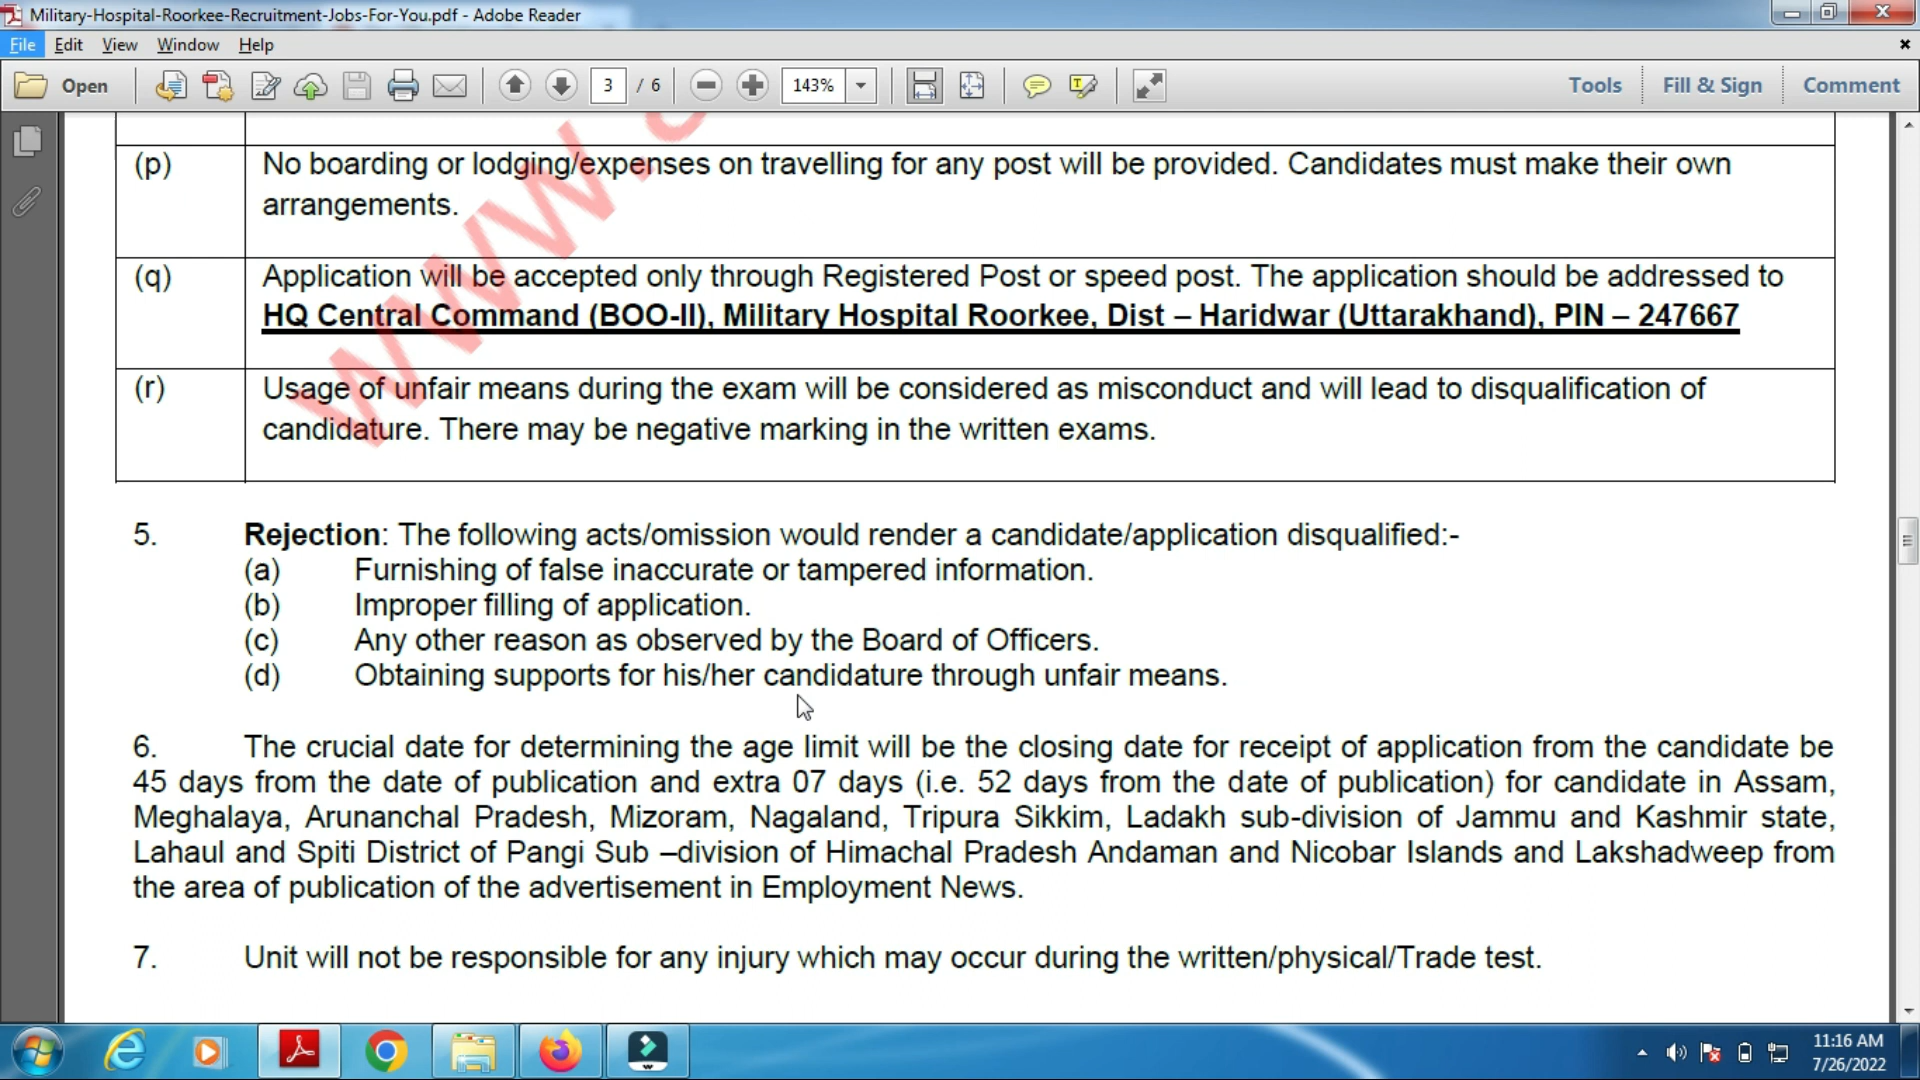 Military-Hospital-Roorkee-Recruitment-Jobs-For-You.pdf - Adobe Reader
File Edit View Window Help
Open 3 / 6 143% Tools Fill & Sign Comment
(p) No boarding or lodging/expenses on travelling for any post will be provided. Candidates must make their own
arrangements.
(q) Application will be accepted only through Registered Post or speed post. The application should be addressed to
HQ Central Command (BOO-II), Military Hospital Roorkee, Dist – Haridwar (Uttarakhand), PIN – 247667
(r) Usage of unfair means during the exam will be considered as misconduct and will lead to disqualification of
candidature. There may be negative marking in the written exams.
www.
5. Rejection: The following acts/omission would render a candidate/application disqualified:-
(a) Furnishing of false inaccurate or tampered information.
(b) Improper filling of application.
(c) Any other reason as observed by the Board of Officers.
(d) Obtaining supports for his/her candidature through unfair means.
6. The crucial date for determining the age limit will be the closing date for receipt of application from the candidate be
45 days from the date of publication and extra 07 days (i.e. 52 days from the date of publication) for candidate in Assam,
Meghalaya, Arunanchal Pradesh, Mizoram, Nagaland, Tripura Sikkim, Ladakh sub-division of Jammu and Kashmir state,
Lahaul and Spiti District of Pangi Sub –division of Himachal Pradesh Andaman and Nicobar Islands and Lakshadweep from
the area of publication of the advertisement in Employment News.
7. Unit will not be responsible for any injury which may occur during the written/physical/Trade test.
11:16 AM
7/26/2022